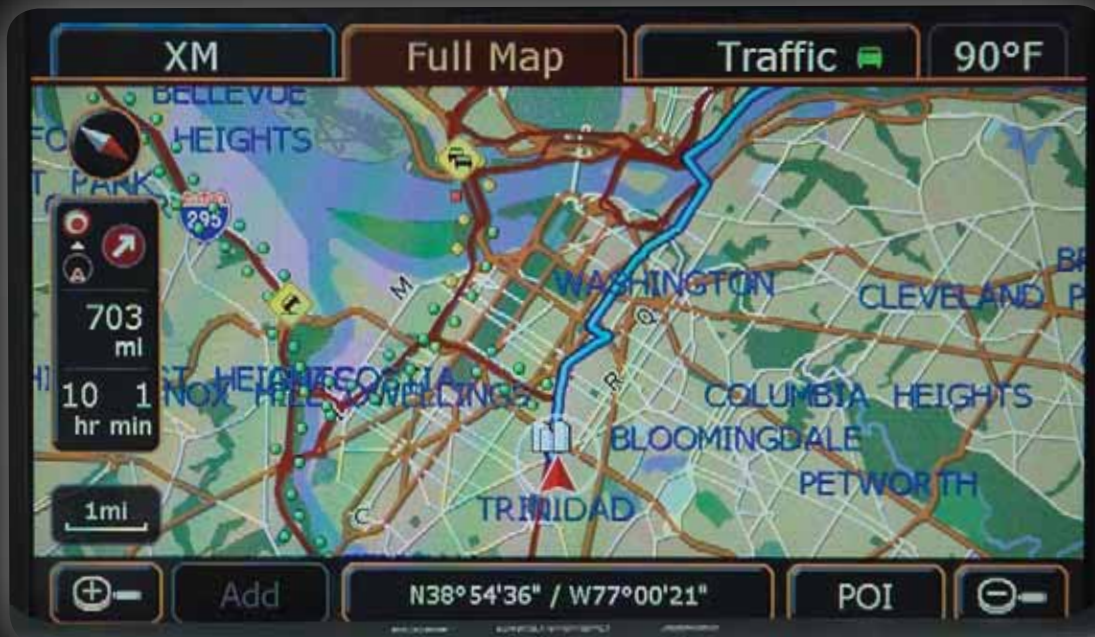 XM
Full Map
Traffic
90°F
BELLEVUE
HEIGHTS
T PARK
295
703
mi
10 1
hr min
M
WASHINGTON
CLEVELAND P
Q
R
COLUMBIA HEIGHTS
BLOOMINGDALE
PETWORTH
TRINIDAD
C
1mi
Add
N38°54'36" / W77°00'21"
POI